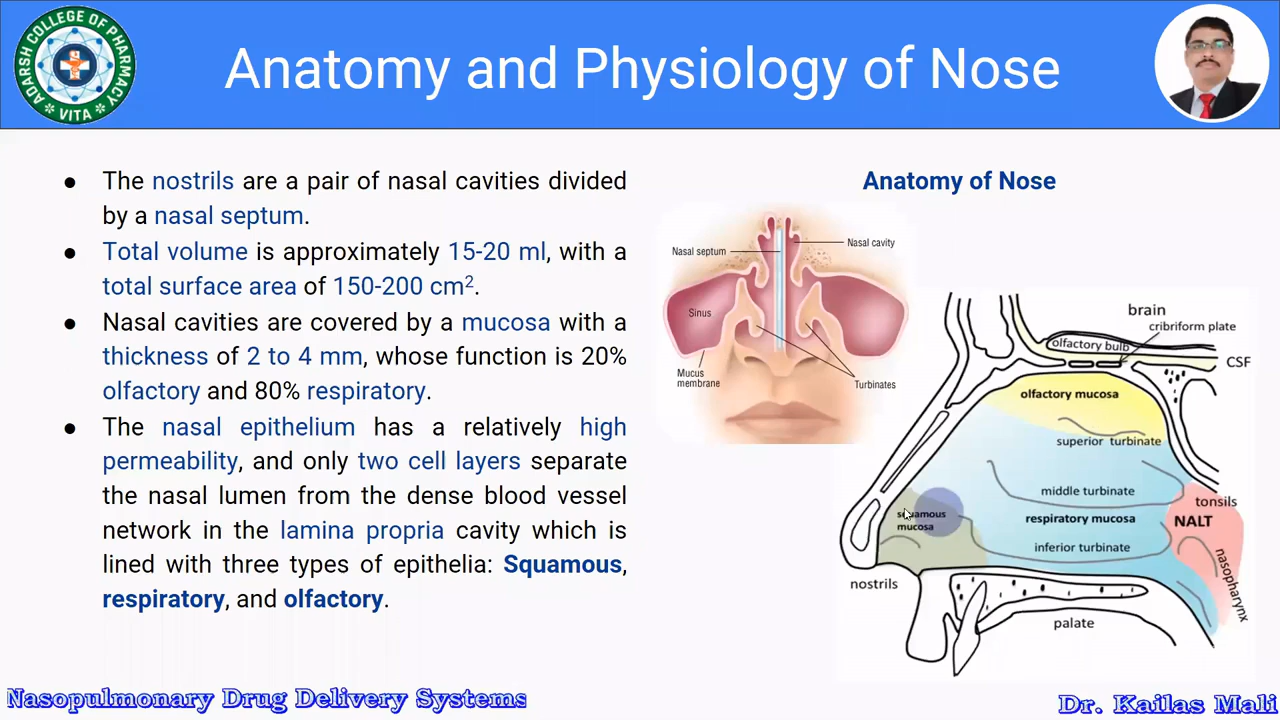 ADARSH COLLEGE OF PHARMACY
VITA
Anatomy and Physiology of Nose
● The nostrils are a pair of nasal cavities divided
by a nasal septum.
● Total volume is approximately 15-20 ml, with a
total surface area of 150-200 cm².
● Nasal cavities are covered by a mucosa with a
thickness of 2 to 4 mm, whose function is 20%
olfactory and 80% respiratory.
● The nasal epithelium has a relatively high
permeability, and only two cell layers separate
the nasal lumen from the dense blood vessel
network in the lamina propria cavity which is
lined with three types of epithelia: Squamous,
respiratory, and olfactory.
Anatomy of Nose
Nasal septum
Nasal cavity
Sinus
Mucus
membrane
Turbinates
brain
cribriform plate
olfactory bulb
CSF
olfactory mucosa
superior turbinate
middle turbinate
tonsils
squamous
mucosa
respiratory mucosa
NALT
inferior turbinate
nasopharynx
nostrils
palate
Nasopulmonary Drug Delivery Systems
Dr. Kailas Mali